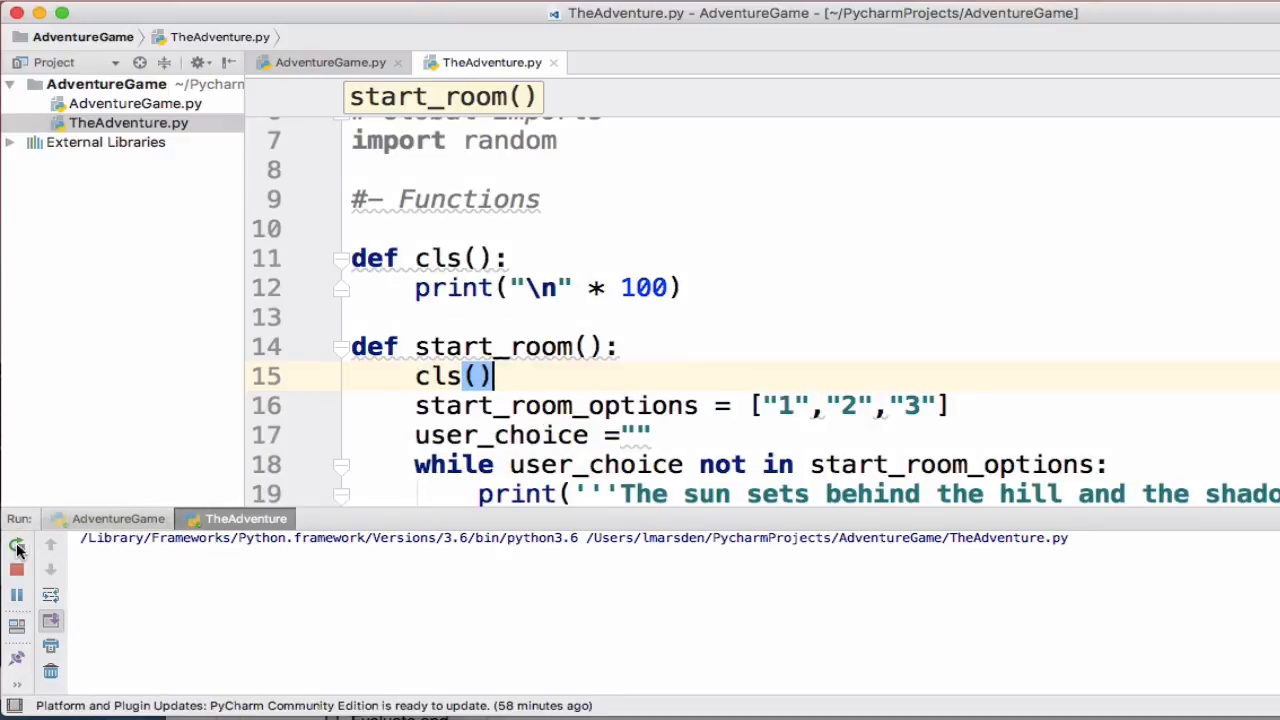 TheAdventure.py - AdventureGame - [~/PycharmProjects/AdventureGame]
AdventureGame TheAdventure.py
Project AdventureGame.py TheAdventure.py
AdventureGame ~/Pycharm
AdventureGame.py
TheAdventure.py
External Libraries
start_room()
6 # Global Imports
7 import random
8
9 #– Functions
10
11 def cls():
12 print("\n" * 100)
13
14 def start_room():
15 cls()
16 start_room_options = ["1","2","3"]
17 user_choice =""
18 while user_choice not in start_room_options:
19 print('''The sun sets behind the hill and the shado
Run: AdventureGame TheAdventure
/Library/Frameworks/Python.framework/Versions/3.6/bin/python3.6 /Users/lmarsden/PycharmProjects/AdventureGame/TheAdventure.py
Platform and Plugin Updates: PyCharm Community Edition is ready to update. (58 minutes ago)